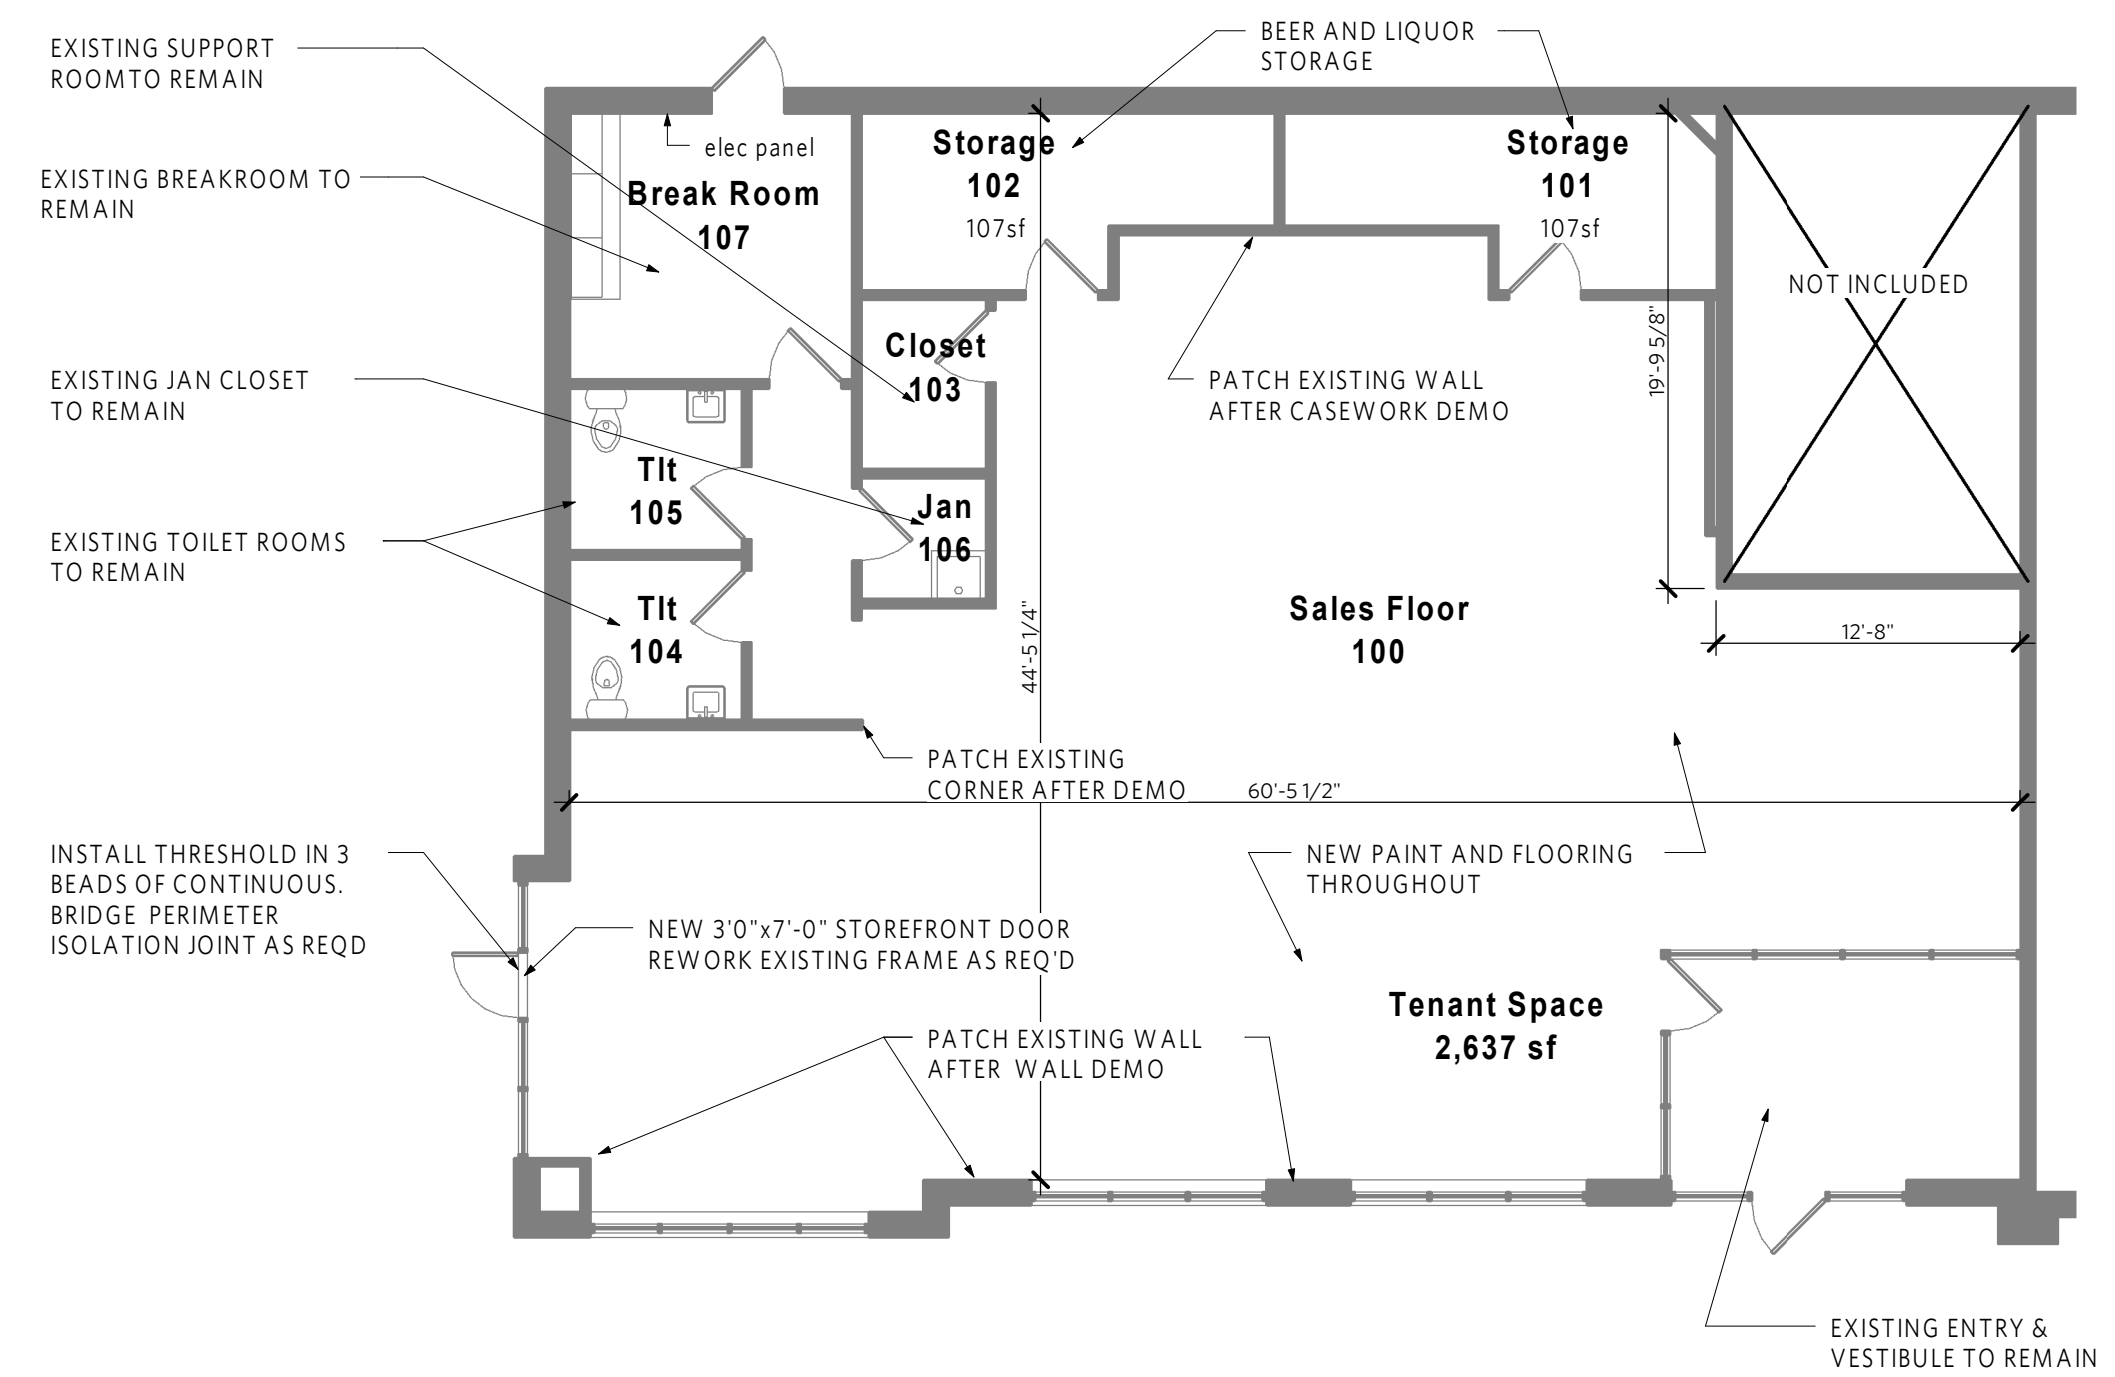 EXISTING SUPPORT
ROOMTO REMAIN
BEER AND LIQUOR
STORAGE
elec panel
Storage
102
107sf
Storage
101
107sf
EXISTING BREAKROOM TO
REMAIN
Break Room
107
NOT INCLUDED
19'-9 5/8"
Closet
103
EXISTING JAN CLOSET
TO REMAIN
PATCH EXISTING WALL
AFTER CASEWORK DEMO
Tlt
105
Jan
106
EXISTING TOILET ROOMS
TO REMAIN
Tlt
104
44'-5 1/4"
Sales Floor
100
12'-8"
PATCH EXISTING
CORNER AFTER DEMO
60'-5 1/2"
INSTALL THRESHOLD IN 3
BEADS OF CONTINUOUS.
BRIDGE PERIMETER
ISOLATION JOINT AS REQD
NEW PAINT AND FLOORING
THROUGHOUT
NEW 3'0"x7'-0" STOREFRONT DOOR
REWORK EXISTING FRAME AS REQ'D
Tenant Space
2,637 sf
PATCH EXISTING WALL
AFTER WALL DEMO
EXISTING ENTRY &
VESTIBULE TO REMAIN